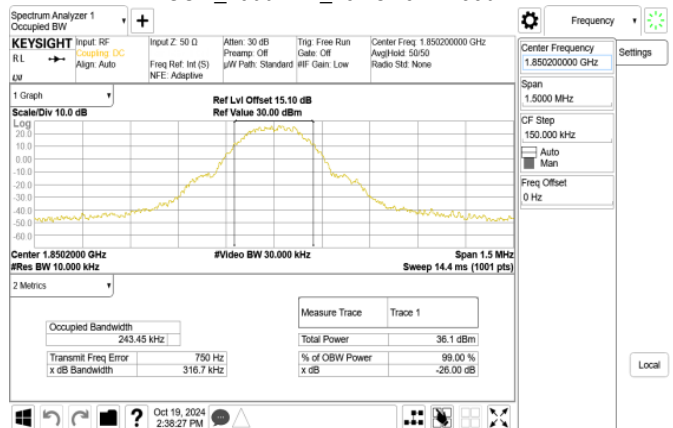 Spectrum Analyzer 1
Occupied BW
Frequency
KEYSIGHT Input: RF
RL
Coupling: DC
Align: Auto
Input Z: 50 Ω
Freq Ref: Int (S)
NFE: Adaptive
Atten: 30 dB
Preamp: Off
µW Path: Standard
Trig: Free Run
Gate: Off
#IF Gain: Low
Center Freq: 1.850200000 GHz
Avg|Hold: 50/50
Radio Std: None
Center Frequency
1.850200000 GHz
Settings
Span
1.5000 MHz
CF Step
150.000 kHz
Auto
Man
Freq Offset
0 Hz
1 Graph
Scale/Div 10.0 dB
Ref Lvl Offset 15.10 dB
Ref Value 30.00 dBm
Log
20.0
10.0
0.00
-10.0
-20.0
-30.0
-40.0
-50.0
-60.0
Center 1.8502000 GHz
#Res BW 10.000 kHz
#Video BW 30.000 kHz
Span 1.5 MHz
Sweep 14.4 ms (1001 pts)
2 Metrics
Measure Trace Trace 1
Occupied Bandwidth
243.45 kHz
Total Power 36.1 dBm
Transmit Freq Error 750 Hz
% of OBW Power 99.00 %
x dB Bandwidth 316.7 kHz
x dB -26.00 dB
Local
Oct 19, 2024
2:38:27 PM